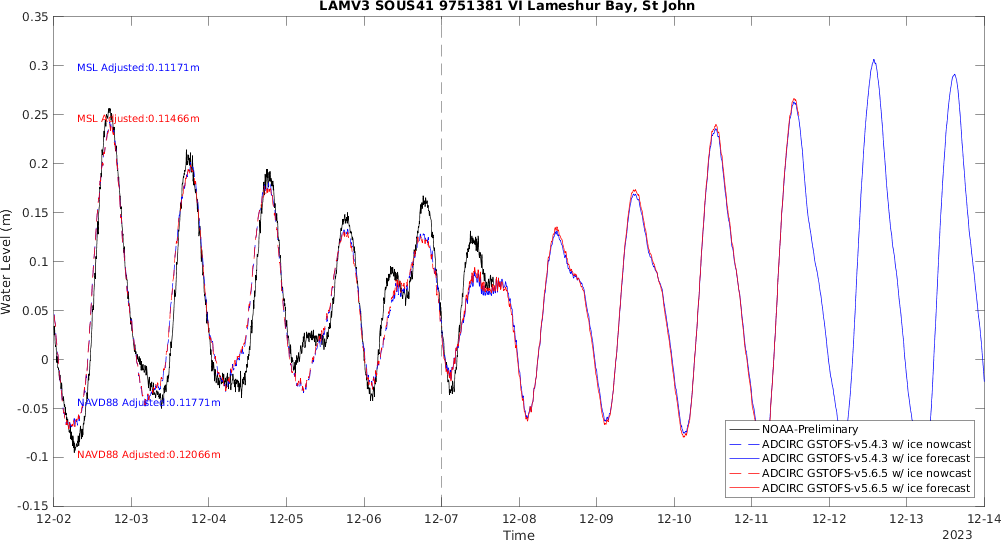 LAMV3 SOUS41 9751381 VI Lameshur Bay, St John
0.35
0.3
0.25
0.2
0.15
0.1
0.05
0
-0.05
-0.1
-0.15
Water Level (m)
MSL Adjusted:0.11171m
MSL Adjusted:0.11466m
NAVD88 Adjusted:0.11771m
NAVD88 Adjusted:0.12066m
NOAA-Preliminary
ADCIRC GSTOFS-v5.4.3 w/ ice nowcast
ADCIRC GSTOFS-v5.4.3 w/ ice forecast
ADCIRC GSTOFS-v5.6.5 w/ ice nowcast
ADCIRC GSTOFS-v5.6.5 w/ ice forecast
12-02 12-03 12-04 12-05 12-06 12-07 12-08 12-09 12-10 12-11 12-12 12-13 12-14
Time
2023